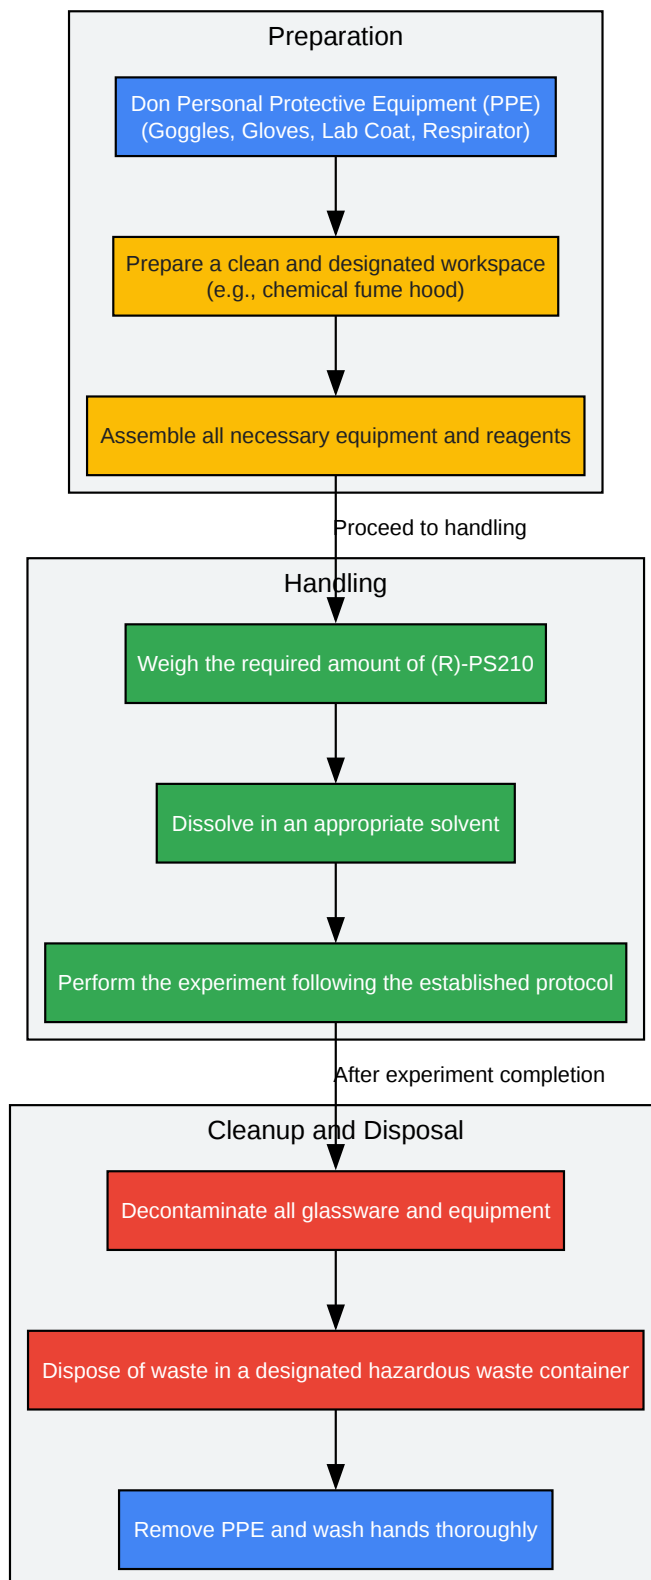 Preparation
Don Personal Protective Equipment (PPE)
(Goggles, Gloves, Lab Coat, Respirator)
Prepare a clean and designated workspace
(e.g., chemical fume hood)
Assemble all necessary equipment and reagents
Proceed to handling
Handling
Weigh the required amount of (R)-PS210
Dissolve in an appropriate solvent
Perform the experiment following the established protocol
After experiment completion
Cleanup and Disposal
Decontaminate all glassware and equipment
Dispose of waste in a designated hazardous waste container
Remove PPE and wash hands thoroughly